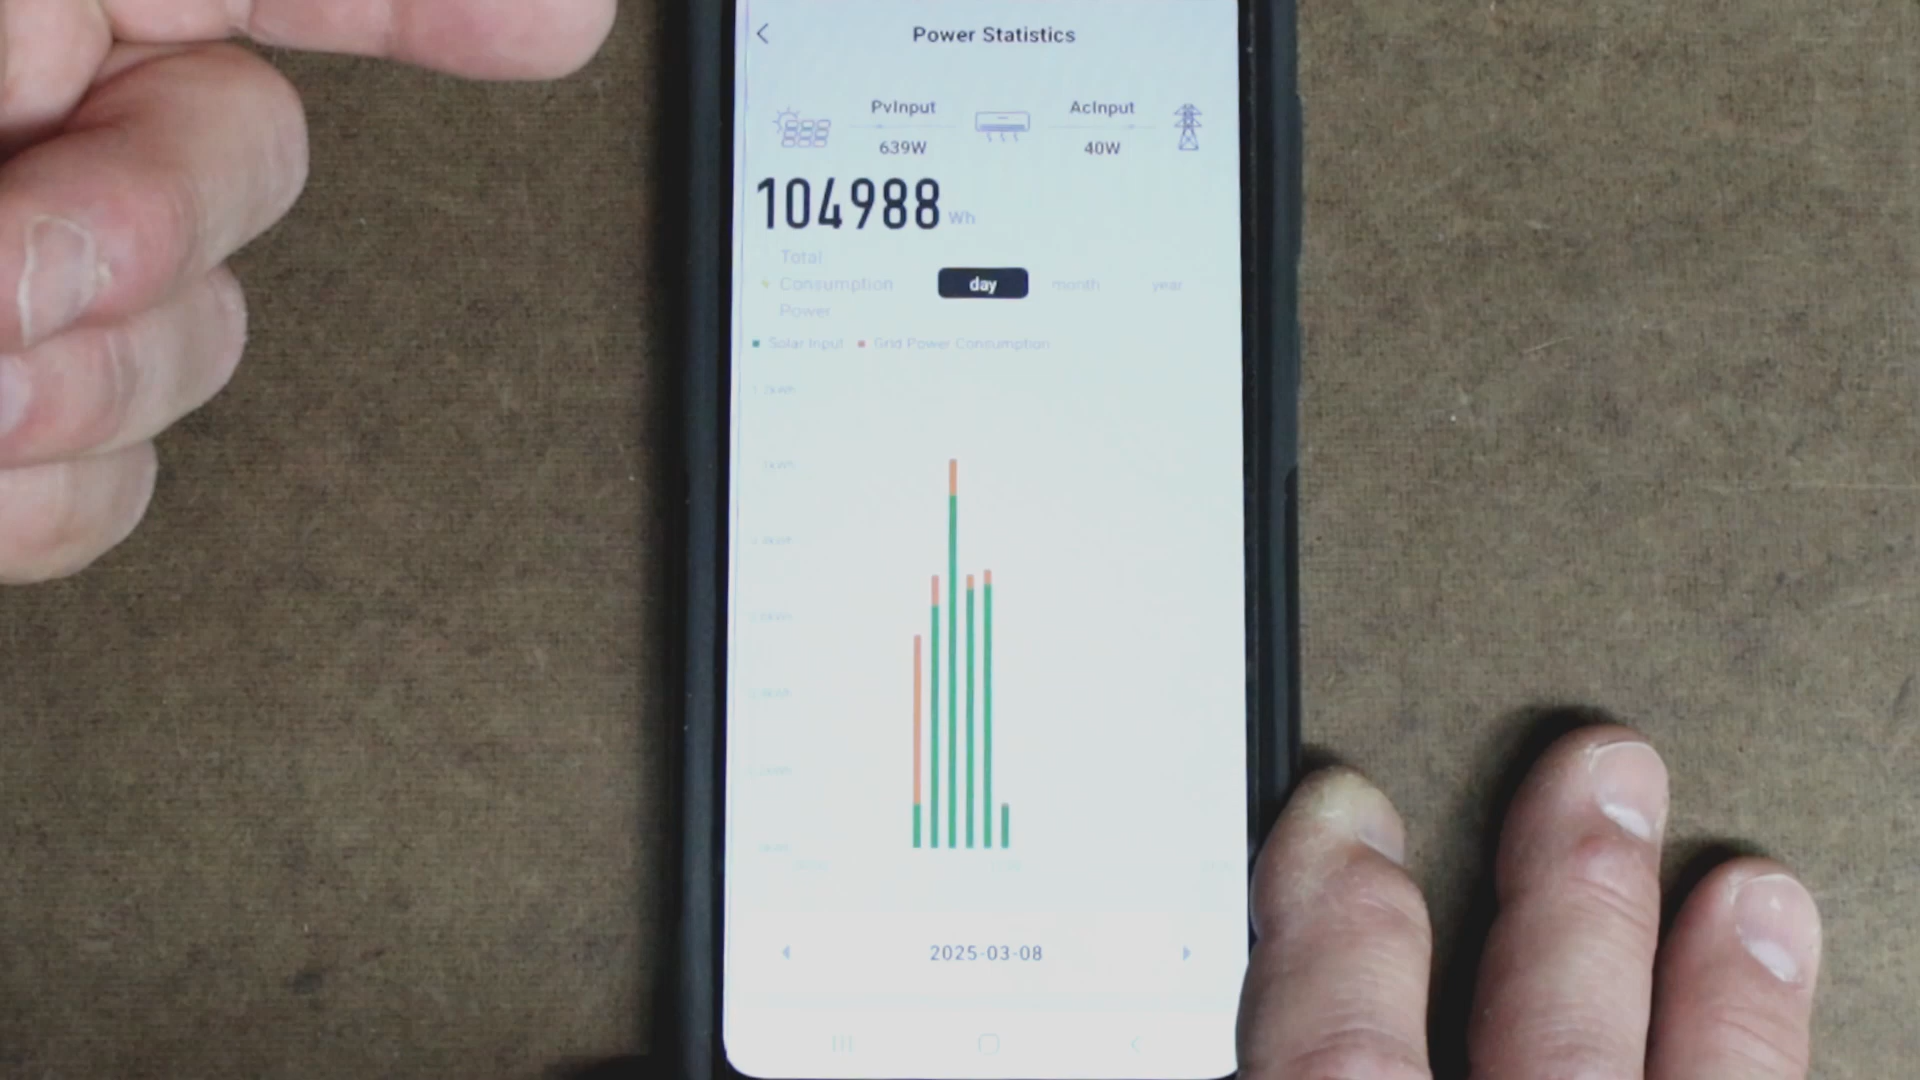 Power Statistics
PvInput
AcInput
639W
40W
104988 Wh
Total
Consumption
Power
day month year
Solar Input Grid Power Consumption
2025-03-08